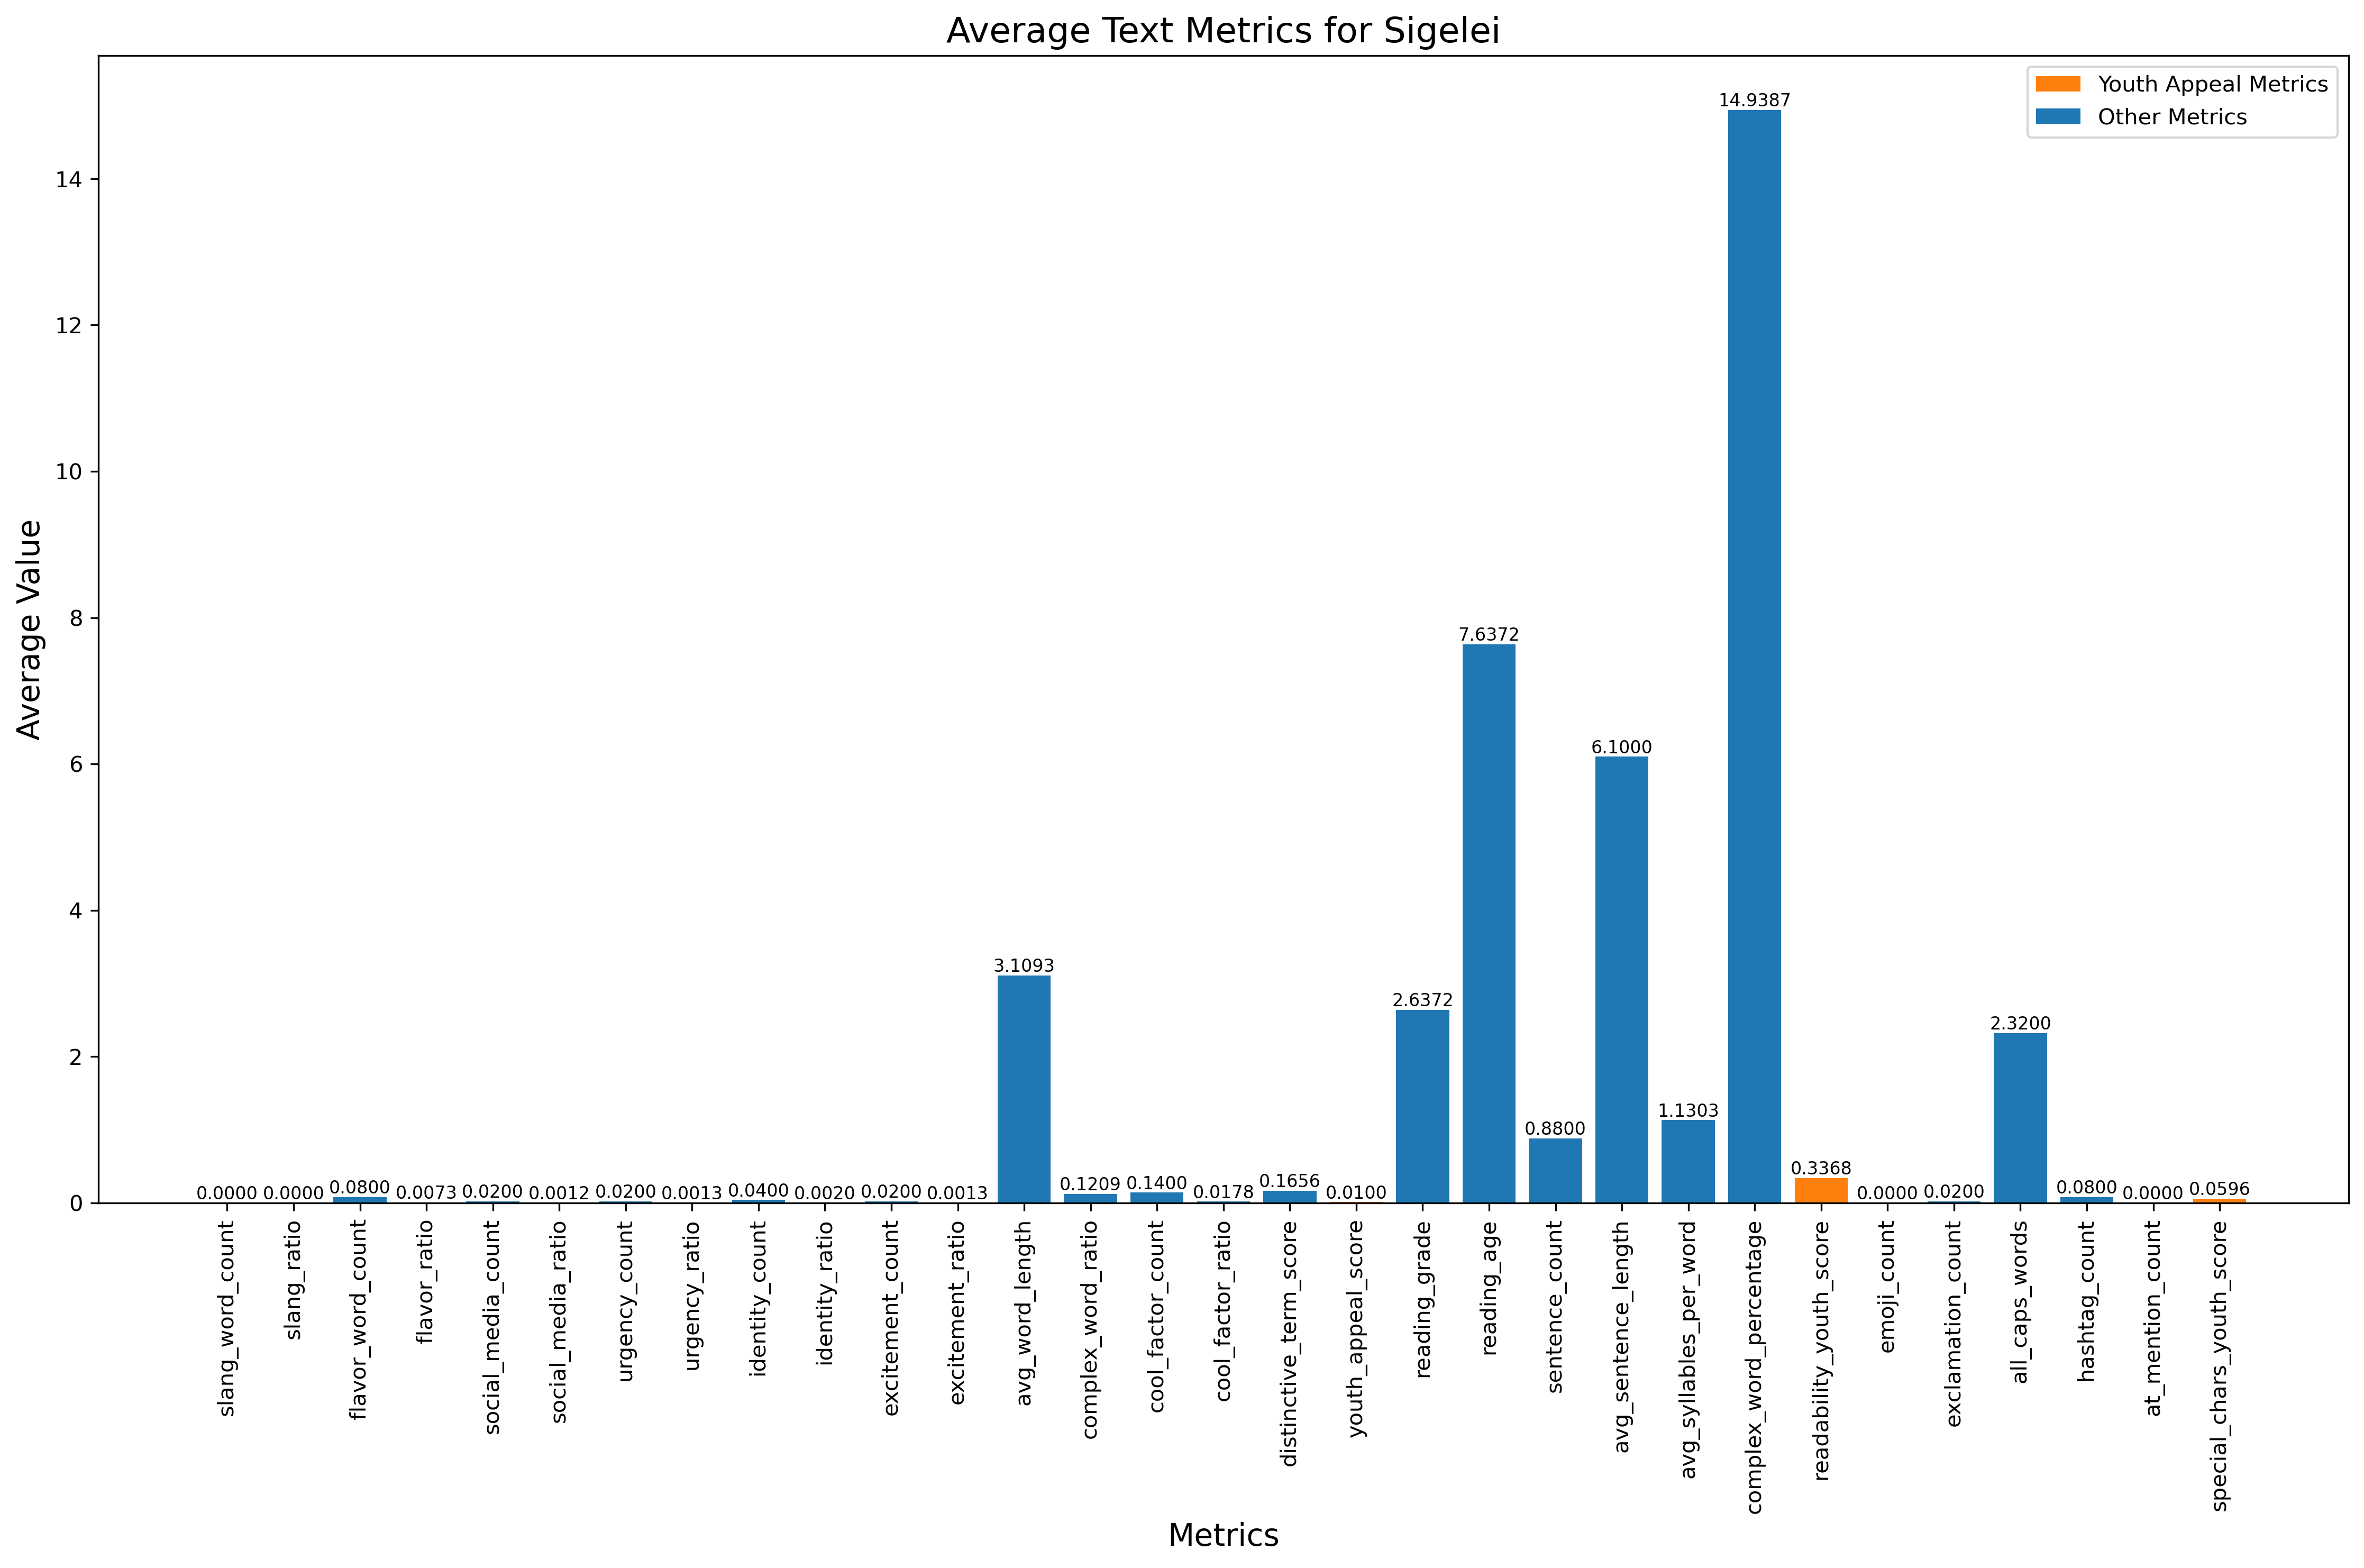 Average Text Metrics for Sigelei
Youth Appeal Metrics
Other Metrics
Average Value
14
12
10
8
6
4
2
0
0.0000
0.0000
0.0800
0.0073
0.0200
0.0012
0.0200
0.0013
0.0400
0.0020
0.0200
0.0013
3.1093
0.1209
0.1400
0.0178
0.1656
0.0100
2.6372
7.6372
0.8800
6.1000
1.1303
14.9387
0.3368
0.0000
0.0200
2.3200
0.0800
0.0000
0.0596
slang_word_count
slang_ratio
flavor_word_count
flavor_ratio
social_media_count
social_media_ratio
urgency_count
urgency_ratio
identity_count
identity_ratio
excitement_count
excitement_ratio
avg_word_length
complex_word_ratio
cool_factor_count
cool_factor_ratio
distinctive_term_score
youth_appeal_score
reading_grade
reading_age
sentence_count
avg_sentence_length
avg_syllables_per_word
complex_word_percentage
readability_youth_score
emoji_count
exclamation_count
all_caps_words
hashtag_count
at_mention_count
special_chars_youth_score
Metrics